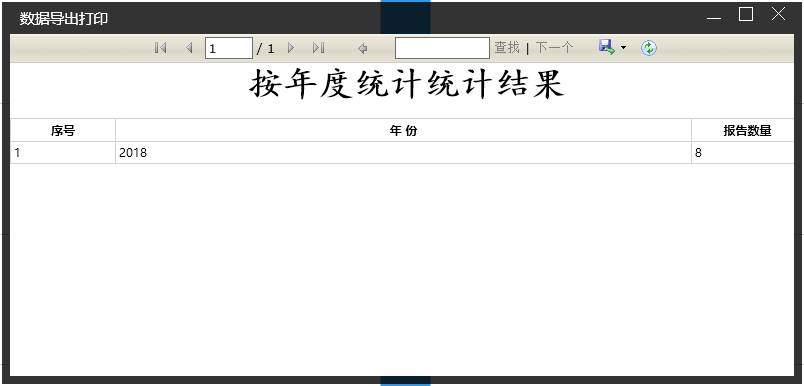 数据导出打印
1 / 1 查找 | 下一个
按年度统计统计结果
序号 年 份 报告数量
1 2018 8